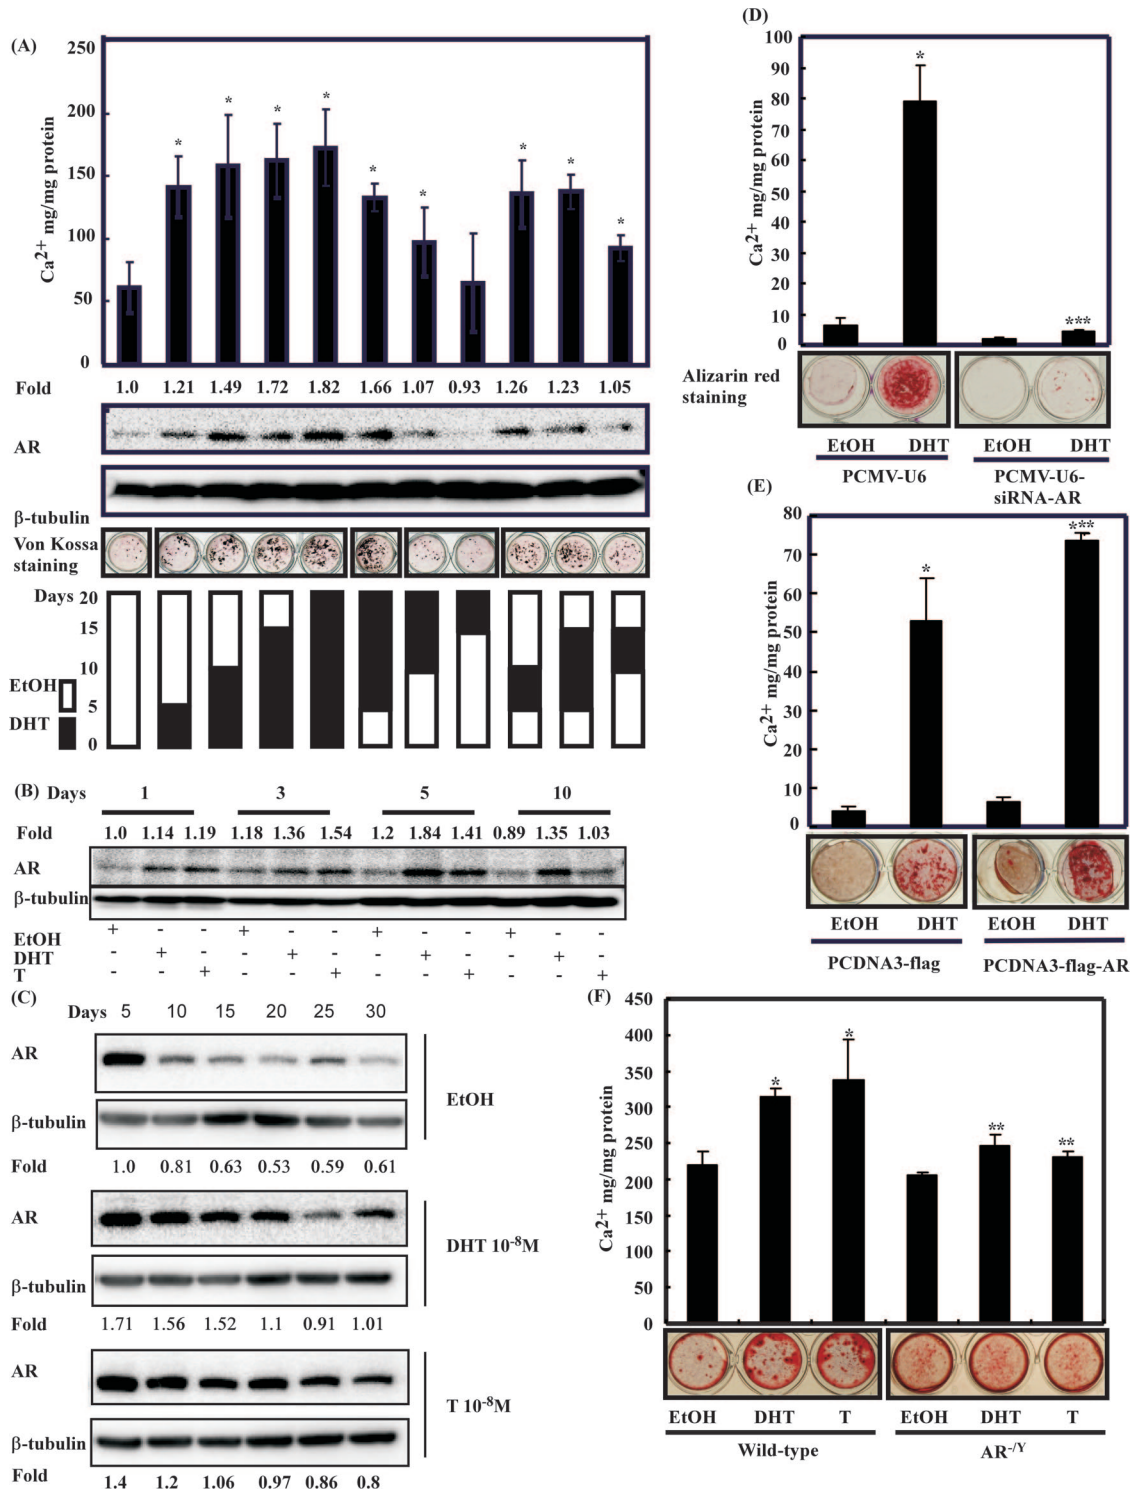 (A)
250
200
150
100
50
0
Ca2+ mg/mg protein
* * * * * * * * *
Fold 1.0 1.21 1.49 1.72 1.82 1.66 1.07 0.93 1.26 1.23 1.05
AR
β-tubulin
Von Kossa
staining
Days 20
15
10
EtOH
5
DHT
0
(B) Days 1 3 5 10
Fold 1.0 1.14 1.19 1.18 1.36 1.54 1.2 1.84 1.41 0.89 1.35 1.03
AR
β-tubulin
EtOH + - - + - - + - - + - -
DHT - + - - + - - + - - + -
T - - + - - + - - + - - +
(C) Days 5 10 15 20 25 30
AR
EtOH
β-tubulin
Fold 1.0 0.81 0.63 0.53 0.59 0.61
AR
DHT 10-8M
β-tubulin
Fold 1.71 1.56 1.52 1.1 0.91 1.01
AR
T 10-8M
β-tubulin
Fold 1.4 1.2 1.06 0.97 0.86 0.8
(D)
100
90
80
70
60
50
40
30
20
10
0
Ca2+ mg/mg protein
* ***
Alizarin red
staining
EtOH DHT EtOH DHT
PCMV-U6 PCMV-U6-
siRNA-AR
(E)
80
70
60
50
40
30
20
10
0
Ca2+ mg/mg protein
* ***
EtOH DHT EtOH DHT
PCDNA3-flag PCDNA3-flag-AR
(F)
450
400
350
300
250
200
150
100
50
0
Ca2+ mg/mg protein
* * ** **
EtOH DHT T EtOH DHT T
Wild-type AR-/Y